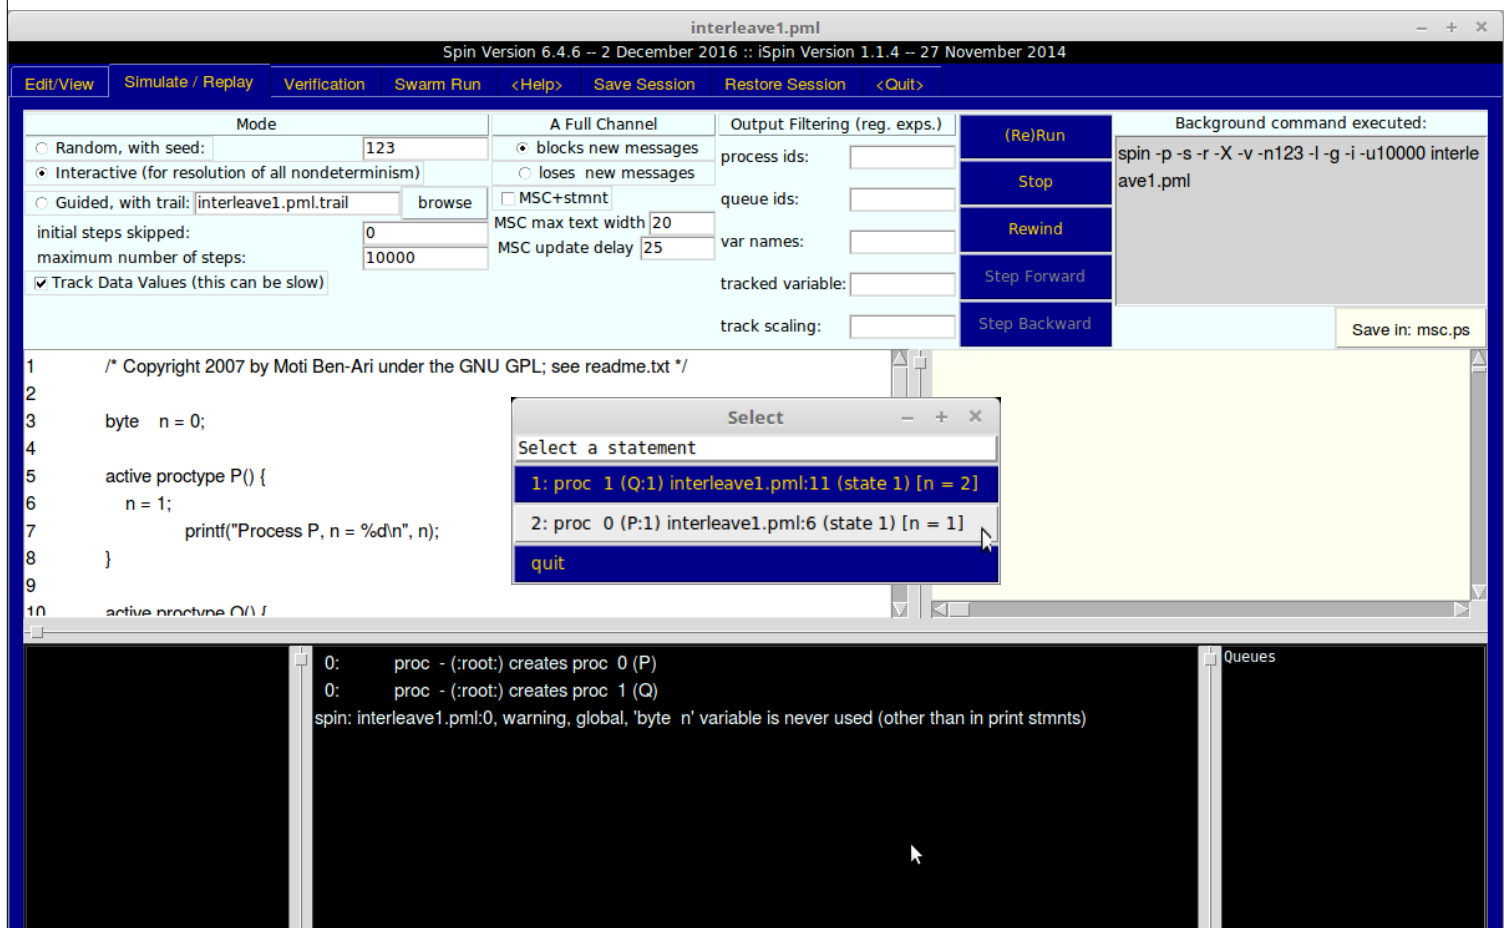 interleave1.pml
Spin Version 6.4.6 -- 2 December 2016 :: iSpin Version 1.1.4 -- 27 November 2014
Edit/View Simulate / Replay Verification Swarm Run <Help> Save Session Restore Session <Quit>
Mode
Random, with seed: 123
Interactive (for resolution of all nondeterminism)
Guided, with trail: interleave1.pml.trail browse
initial steps skipped: 0
maximum number of steps: 10000
Track Data Values (this can be slow)
A Full Channel
blocks new messages
loses new messages
MSC+stmnt
MSC max text width 20
MSC update delay 25
Output Filtering (reg. exps.)
process ids:
queue ids:
var names:
tracked variable:
track scaling:
(Re)Run
Stop
Rewind
Step Forward
Step Backward
Background command executed:
spin -p -s -r -X -v -n123 -l -g -i -u10000 interle
ave1.pml
Save in: msc.ps
1 /* Copyright 2007 by Moti Ben-Ari under the GNU GPL; see readme.txt */
2
3 byte n = 0;
4
5 active proctype P() {
6 n = 1;
7 printf("Process P, n = %d\n", n);
8 }
9
10 active proctype Q() {
Select
Select a statement
1: proc 1 (Q:1) interleave1.pml:11 (state 1) [n = 2]
2: proc 0 (P:1) interleave1.pml:6 (state 1) [n = 1]
quit
0: proc - (:root:) creates proc 0 (P)
0: proc - (:root:) creates proc 1 (Q)
spin: interleave1.pml:0, warning, global, 'byte n' variable is never used (other than in print stmnts)
Queues